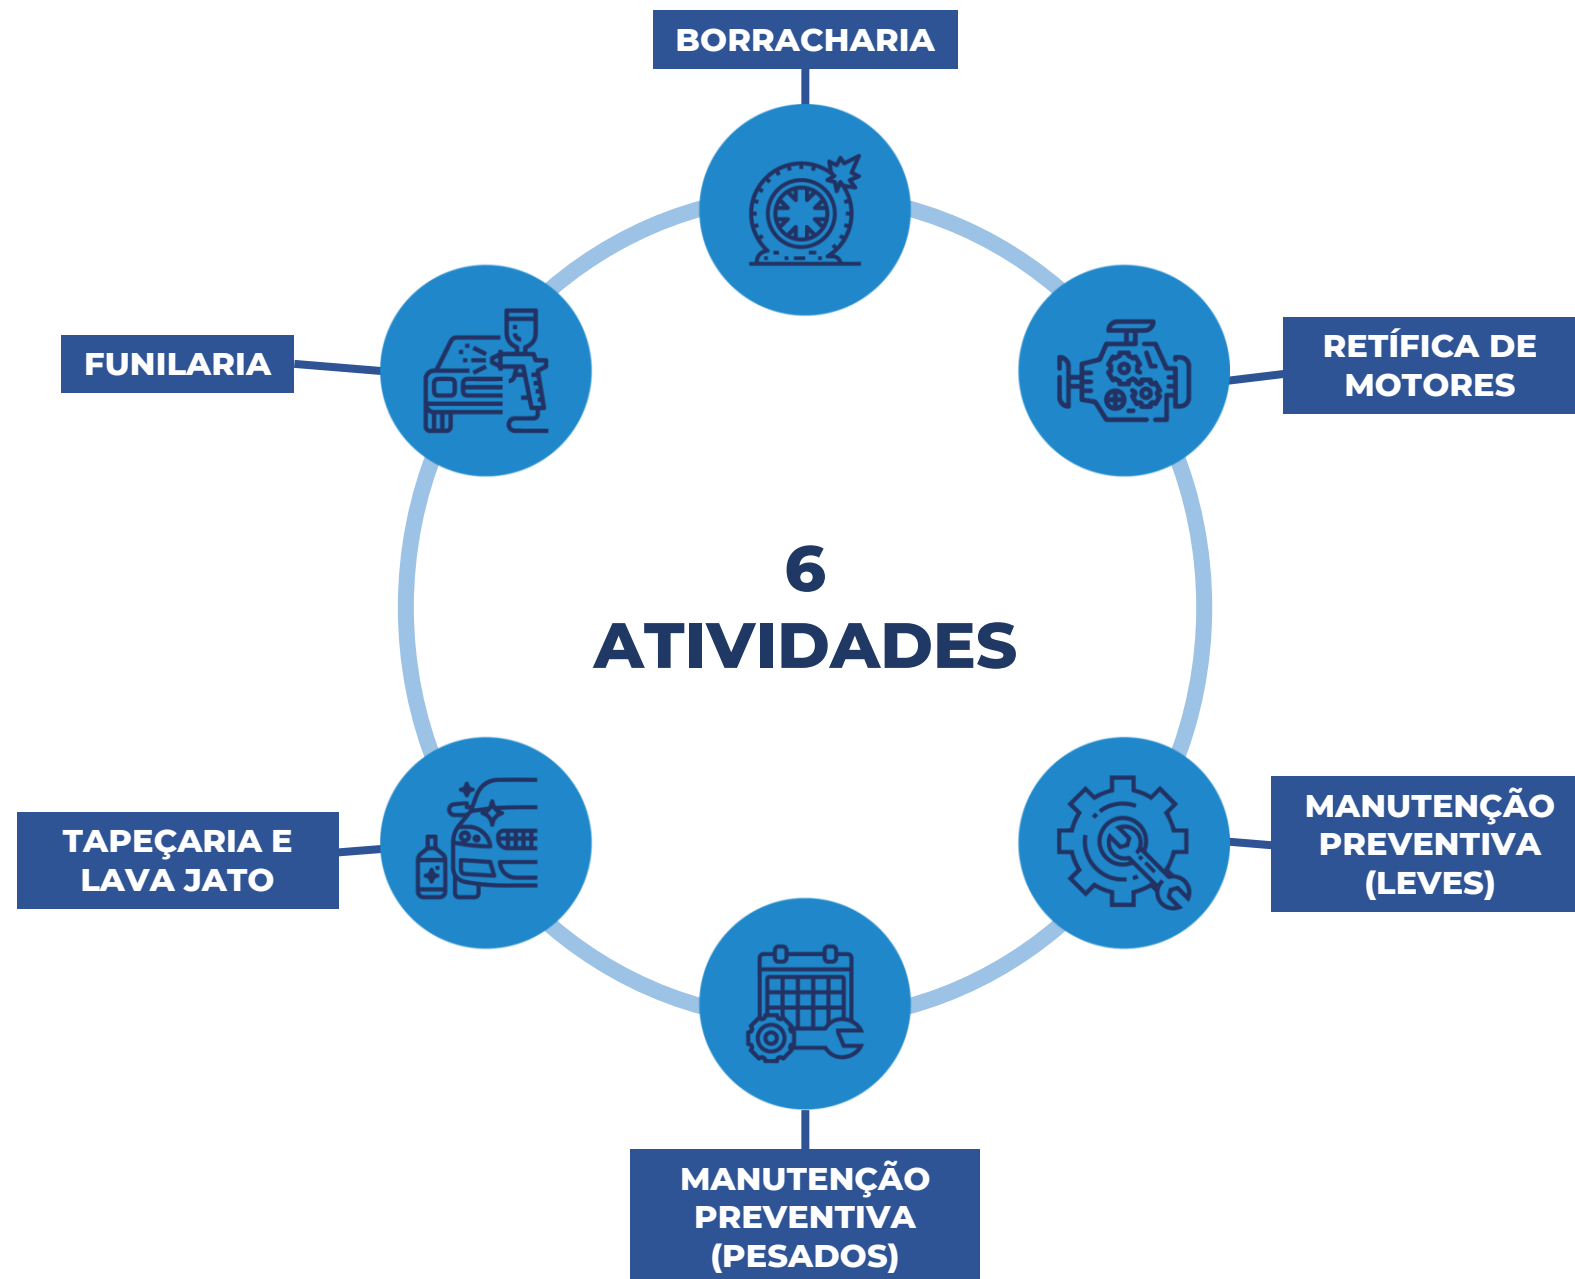 BORRACHARIA
FUNILARIA
RETÍFICA DE
MOTORES
6
ATIVIDADES
TAPEÇARIA E
LAVA JATO
MANUTENÇÃO
PREVENTIVA
(LEVES)
MANUTENÇÃO
PREVENTIVA
(PESADOS)